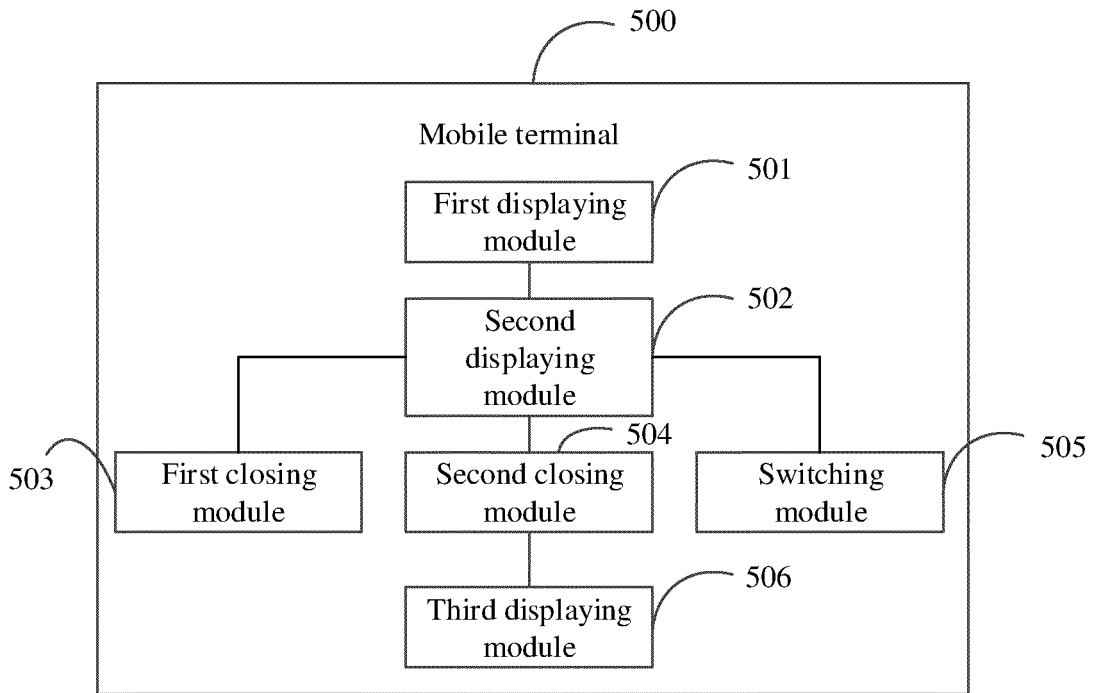 500
Mobile terminal
501
First displaying
module
502
Second
displaying
module
504
505
503
First closing
module
Second closing
module
Switching
module
506
Third displaying
module